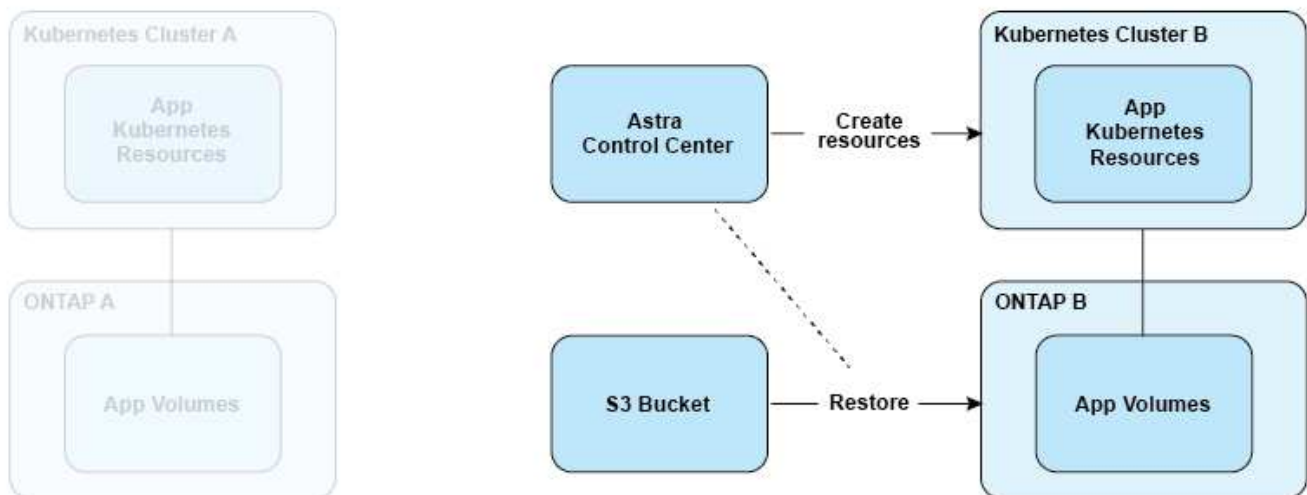 Kubernetes Cluster A
App
Kubernetes
Resources
ONTAP A
App Volumes
Astra
Control Center
Create
resources
S3 Bucket
Restore
Kubernetes Cluster B
App
Kubernetes
Resources
ONTAP B
App Volumes